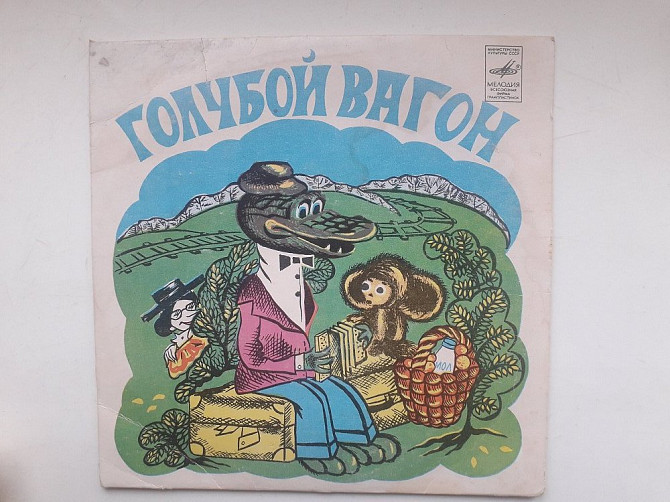 ГОЛУБОЙ ВАГОН
МИНИСТЕРСТВО
КУЛЬТУРЫ СССР
МЕЛОДИЯ
ВСЕСОЮЗНАЯ
ФИРМА
ГРАМПЛАСТИНОК
МОЛ